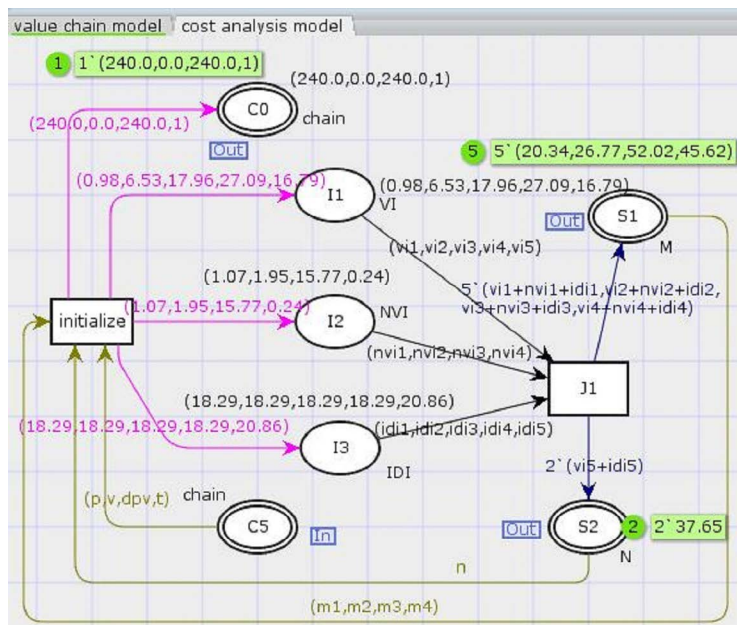 value chain model cost analysis model
1 1`(240.0,0.0,240.0,1)
(240.0,0.0,240.0,1)
C0
chain
(240.0,0.0,240.0,1)
Out
5 5`(20.34,26.77,52.02,45.62)
(0.98,6.53,17.96,27.09,16.79)
(0.98,6.53,17.96,27.09,16.79)
I1
VI
Out
S1
M
(vi1,vi2,vi3,vi4,vi5)
(1.07,1.95,15.77,0.24)
5`(vi1+nvi1+idi1,vi2+nvi2+idi2,
vi3+nvi3+idi3,vi4+nvi4+idi4)
(1.07,1.95,15.77,0.24)
NVI
initialize
I2
(nvi1,nvi2,nvi3,nvi4)
J1
(18.29,18.29,18.29,18.29,20.86)
(18.29,18.29,18.29,18.29,20.86)
(idi1,idi2,idi3,idi4,idi5)
I3
IDI
2`(vi5+idi5)
(p,v,dpv,t)
chain
C5
In
Out
S2
2 2`37.65
N
n
(m1,m2,m3,m4)